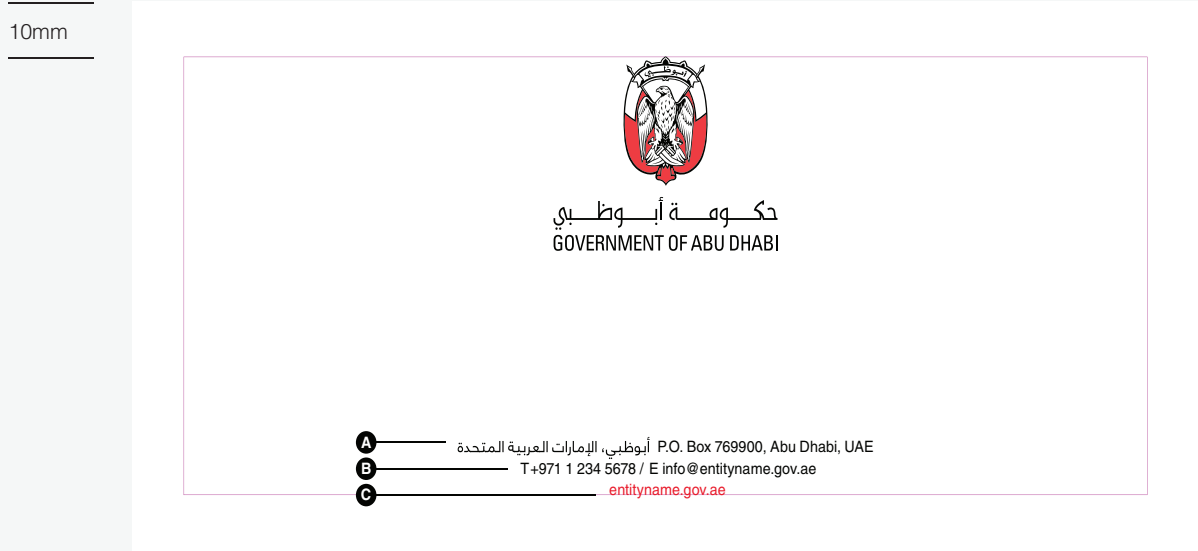 10mm
أبوظبي
حكومة أبوظبي
GOVERNMENT OF ABU DHABI
A
أبوظبي، الإمارات العربية المتحدة P.O. Box 769900, Abu Dhabi, UAE
B
T +971 1 234 5678 / E info@entityname.gov.ae
C
entityname.gov.ae